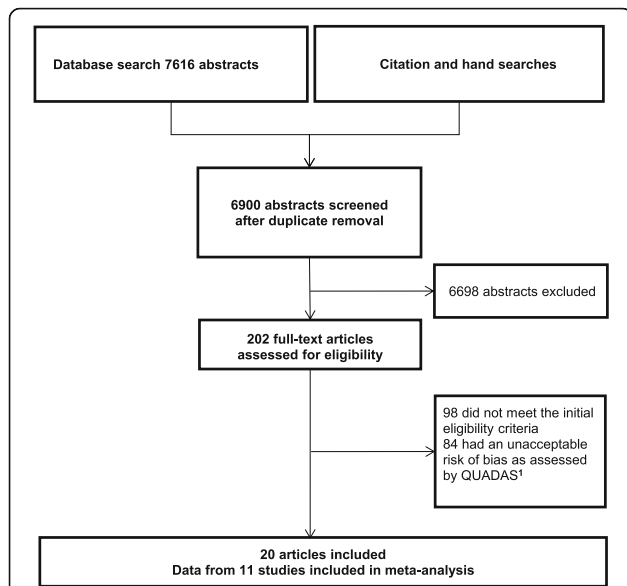 Database search 7616 abstracts
Citation and hand searches
6900 abstracts screened
after duplicate removal
6698 abstracts excluded
202 full-text articles
assessed for eligibility
98 did not meet the initial
eligibility criteria
84 had an unacceptable
risk of bias as assessed
by QUADAS¹
20 articles included
Data from 11 studies included in meta-analysis